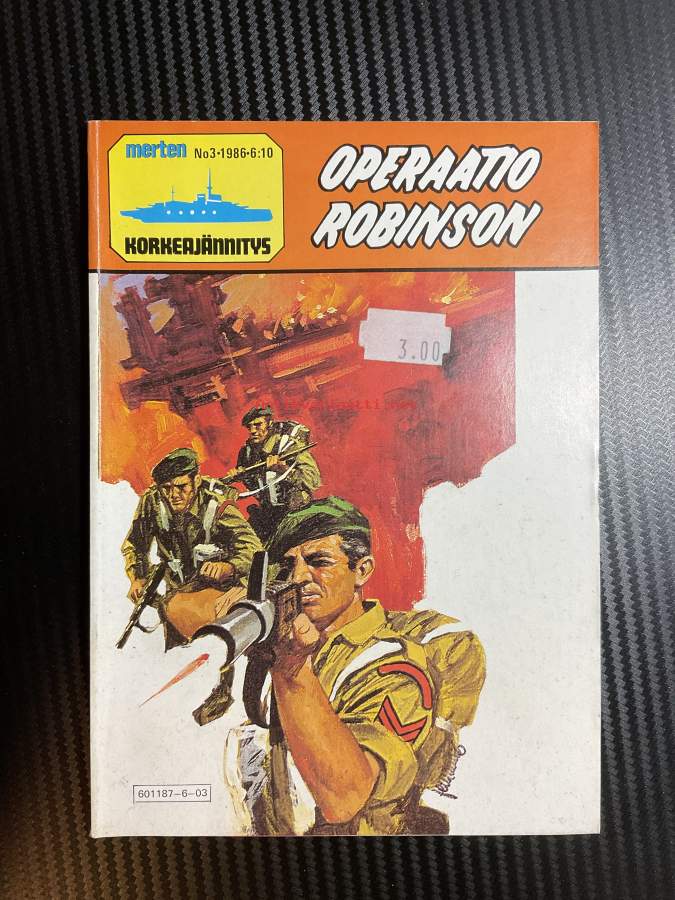 merten No3•1986•6:10
KORKEAJÄNNITYS
OPERAATIO
ROBINSON
3.00
601187–6–03